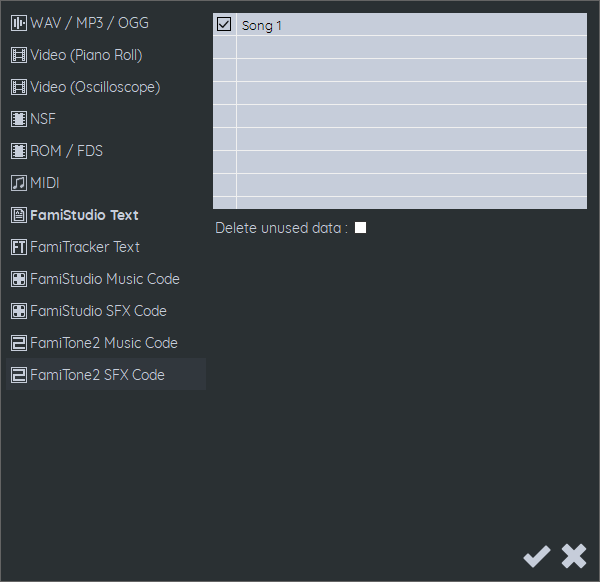 WAV / MP3 / OGG
Video (Piano Roll)
Video (Oscilloscope)
NSF
ROM / FDS
MIDI
FamiStudio Text
FT FamiTracker Text
FamiStudio Music Code
FamiStudio SFX Code
FamiTone2 Music Code
FamiTone2 SFX Code
Song 1
Delete unused data :